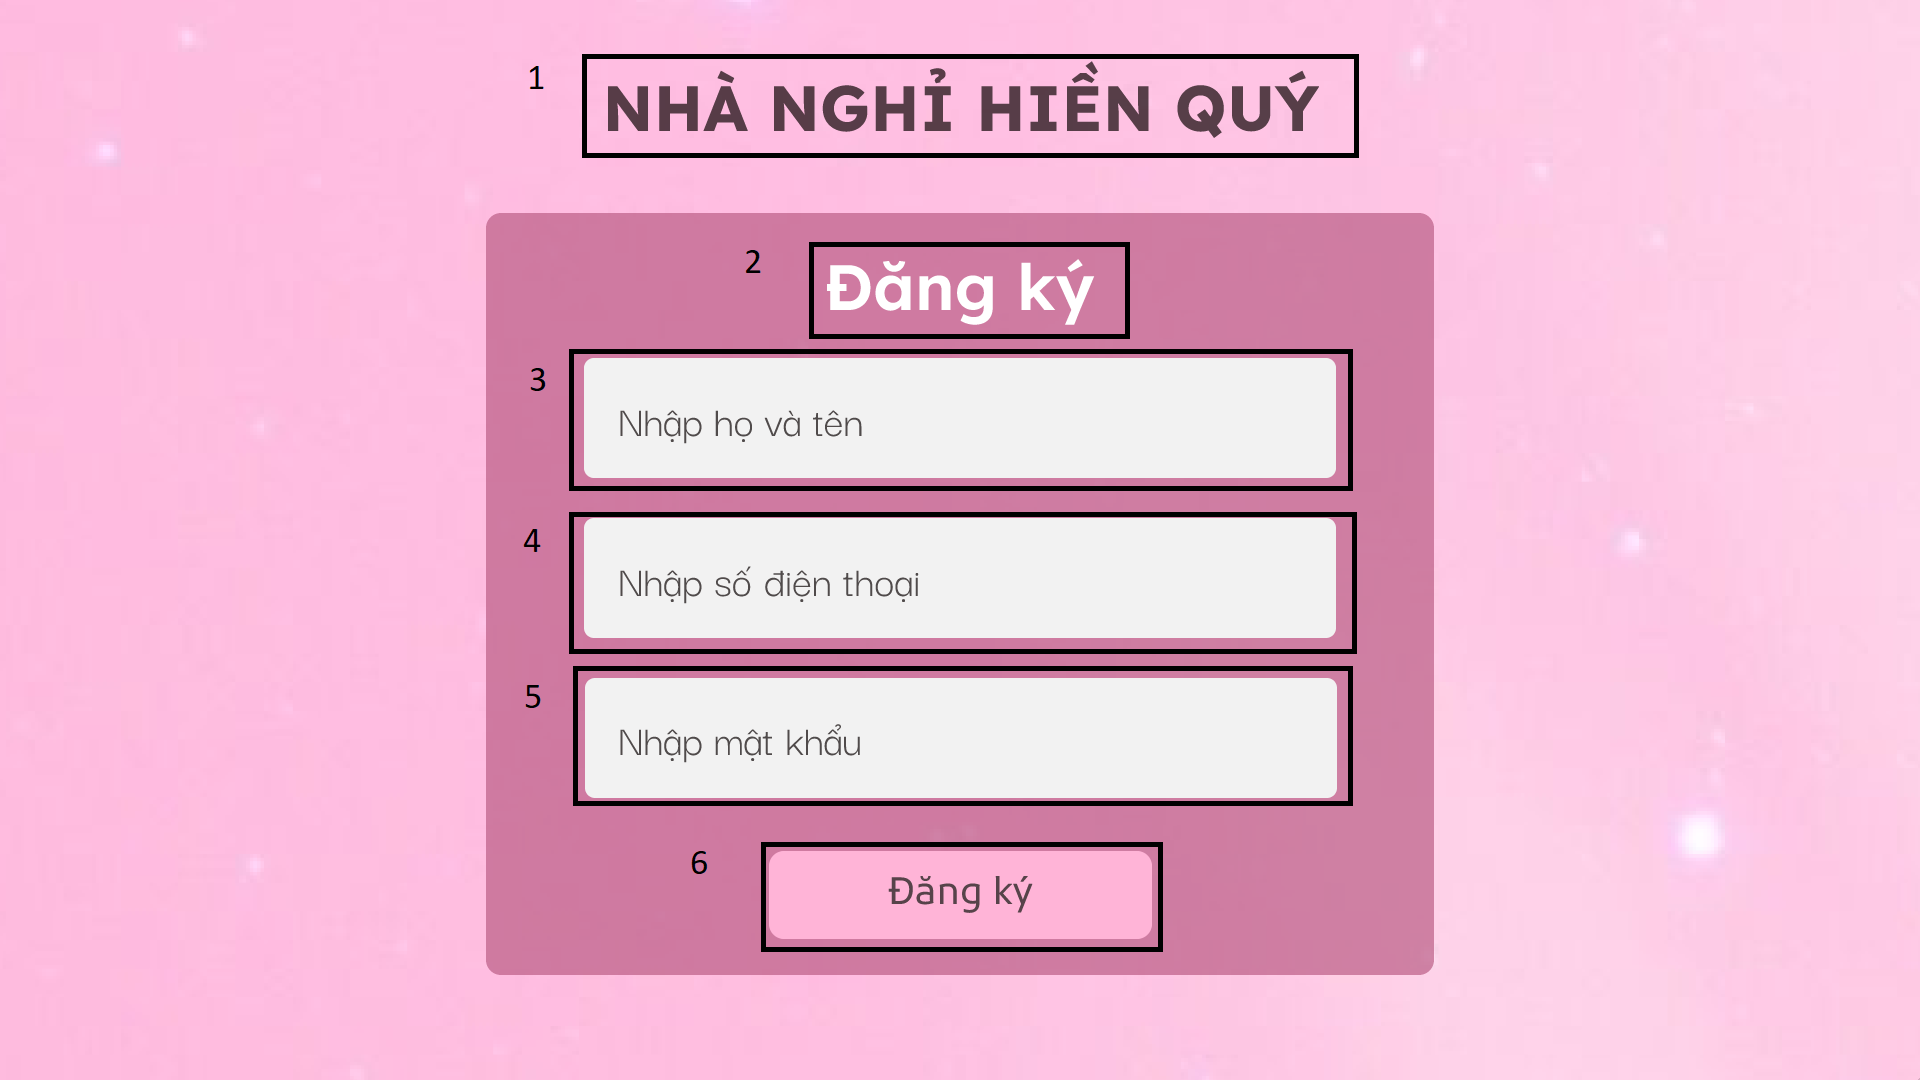 1
NHÀ NGHỈ HIỀN QUÝ
2
Đăng ký
3
Nhập họ và tên
4
Nhập số điện thoại
5
Nhập mật khẩu
6
Đăng ký